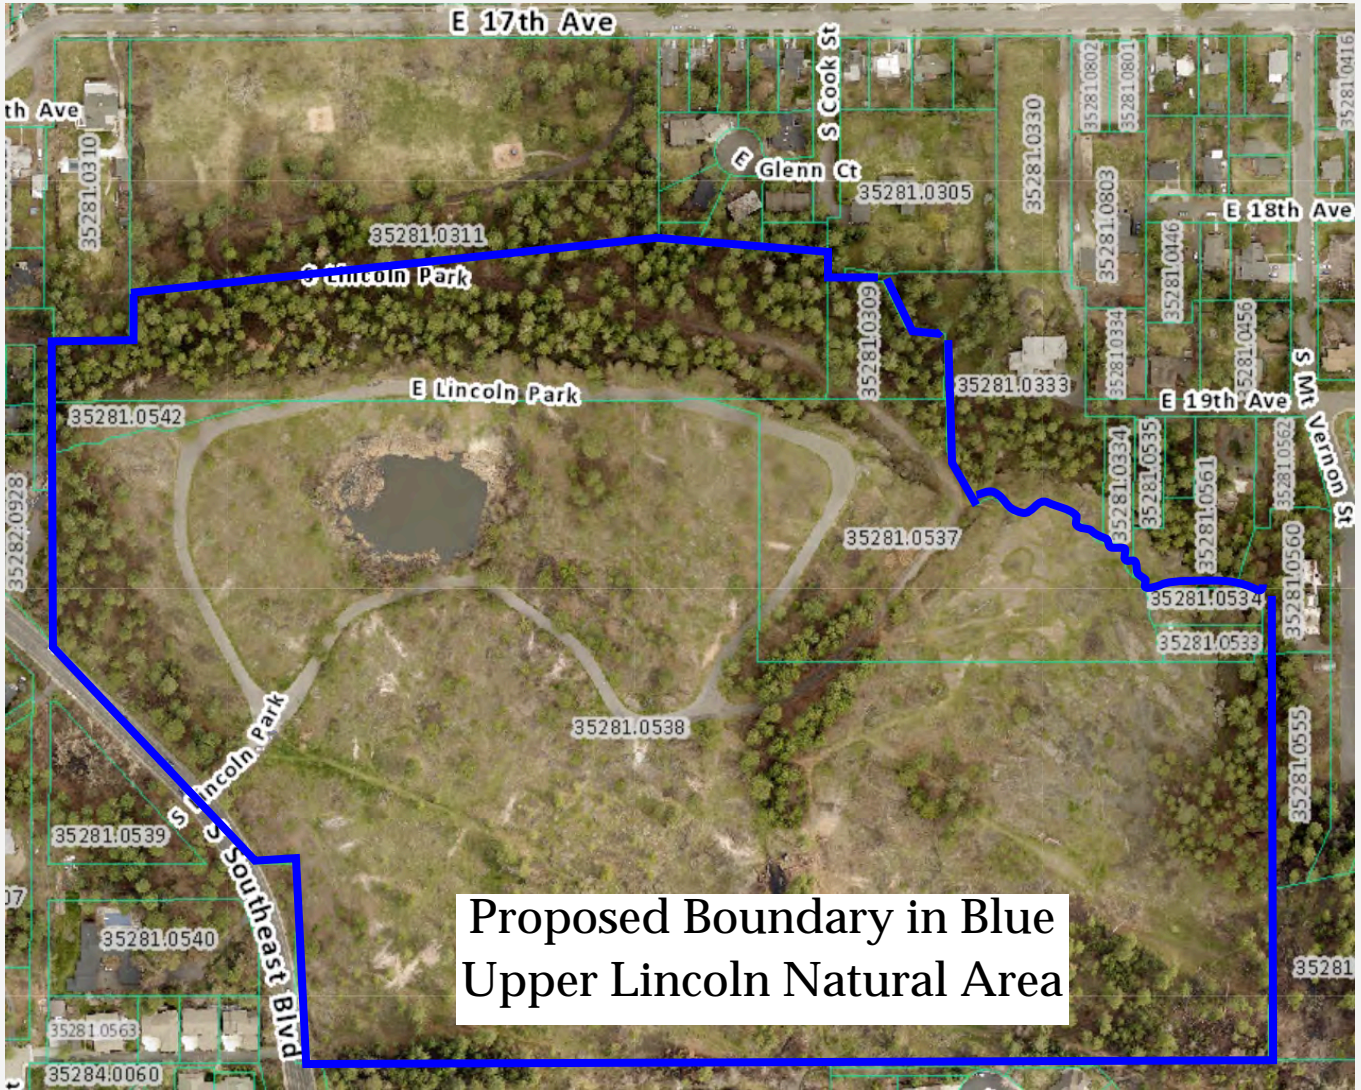 E 17th Ave
S Cook St
35281.0802
35281.0801
35281.0416
th Ave
35281.0310
E Glenn Ct
35281.0305
35281.0330
35281.0803
E 18th Ave
35281.0446
35281.0311
S Lincoln Park
35281.0309
35281.0334
35281.0456
S Mt Vernon St
E Lincoln Park
35281.0333
E 19th Ave
35281.0542
35282.0928
35281.0334
35281.0535
35281.0561
35281.0562
35281.0537
35281.0560
35281.0534
35281.0533
S Lincoln Park
35281.0538
35281.0555
35281.0539
S Southeast Blvd
07
35281.0540
Proposed Boundary in Blue
Upper Lincoln Natural Area
35281
35281.0563
35284.0060
t